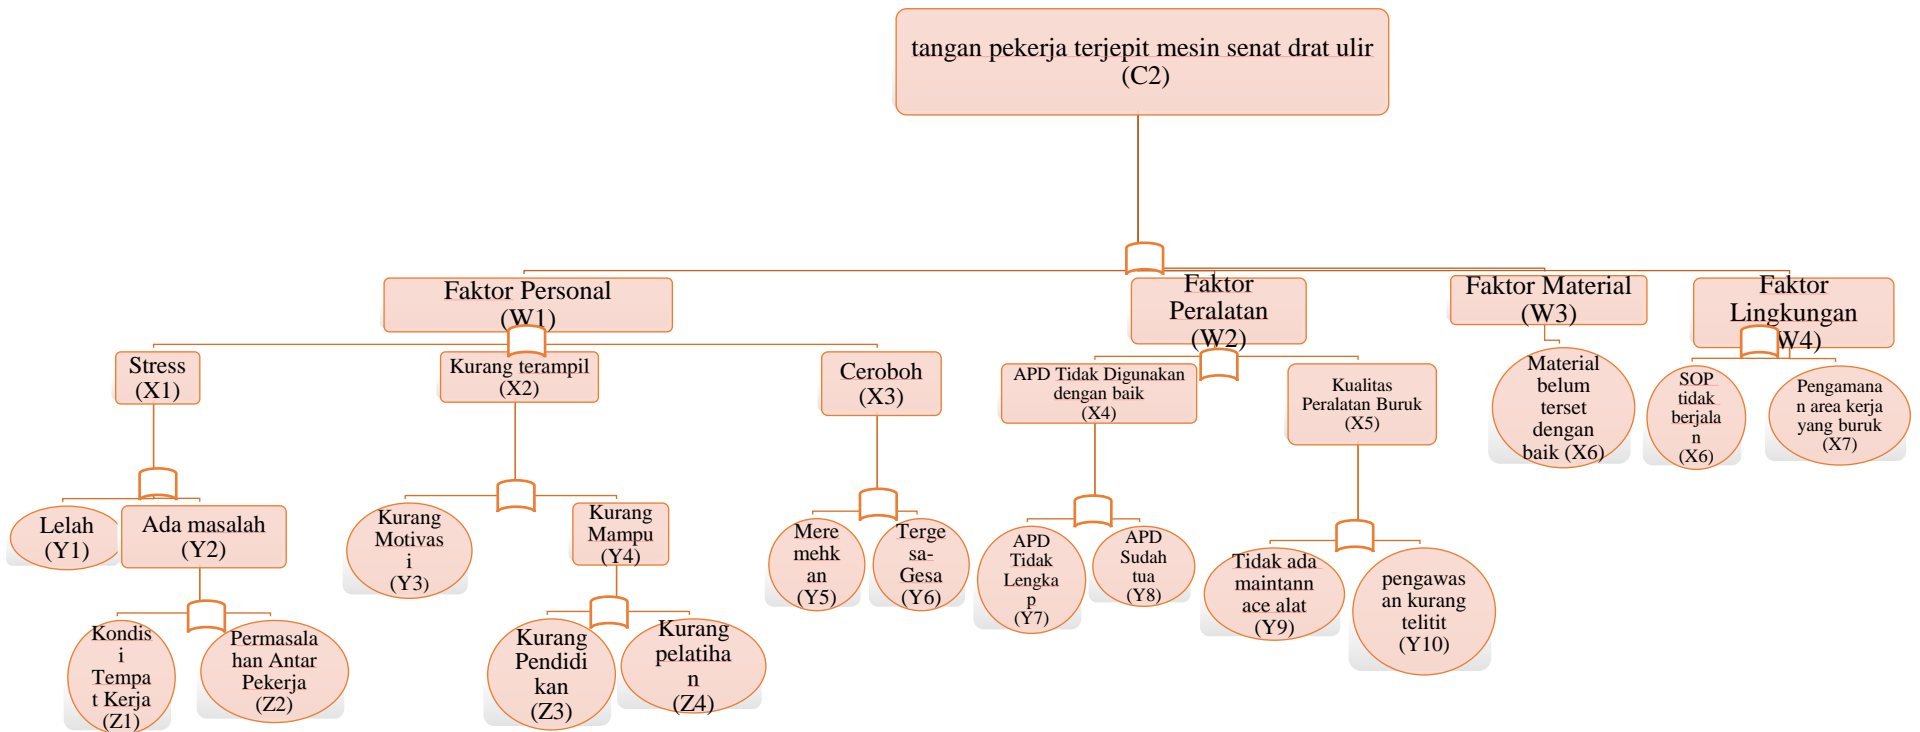 tangan pekerja terjepit mesin senat drat ulir
(C2)
Faktor Personal
(W1)
Faktor
Peralatan
(W2)
Faktor Material
(W3)
Faktor
Lingkungan
(W4)
Stress
(X1)
Kurang terampil
(X2)
Ceroboh
(X3)
APD Tidak Digunakan
dengan baik
(X4)
Kualitas
Peralatan Buruk
(X5)
Material
belum
terset
dengan
baik (X6)
SOP
tidak
berjala
n
(X6)
Pengamana
n area kerja
yang buruk
(X7)
Lelah
(Y1)
Ada masalah
(Y2)
Kurang
Motivas
i
(Y3)
Kurang
Mampu
(Y4)
Mere
mehk
an
(Y5)
Terge
sa-
Gesa
(Y6)
APD
Tidak
Lengka
p
(Y7)
APD
Sudah
tua
(Y8)
Tidak ada
maintann
ace alat
(Y9)
pengawas
an kurang
telitit
(Y10)
Kondis
i
Tempa
t Kerja
(Z1)
Permasala
han Antar
Pekerja
(Z2)
Kurang
Pendidi
kan
(Z3)
Kurang
pelatiha
n
(Z4)